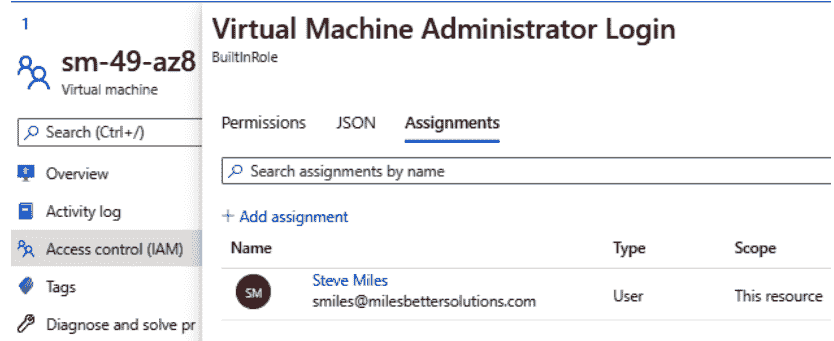 1
sm-49-az8
Virtual machine
Search (Ctrl+/)
Overview
Activity log
Access control (IAM)
Tags
Diagnose and solve pr
Virtual Machine Administrator Login
BuiltInRole
Permissions JSON Assignments
Search assignments by name
+ Add assignment
Name Type Scope
SM
Steve Miles
smiles@milesbettersolutions.com
User
This resource